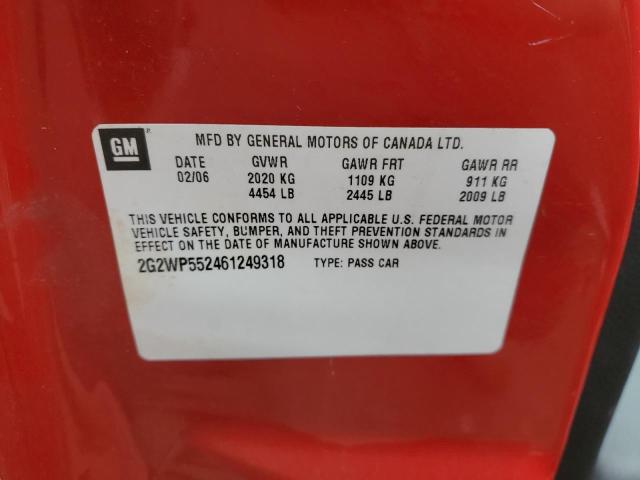 GM MFD BY GENERAL MOTORS OF CANADA LTD.
DATE GVWR GAWR FRT GAWR RR
02/06 2020 KG 1109 KG 911 KG
4454 LB 2445 LB 2009 LB
THIS VEHICLE CONFORMS TO ALL APPLICABLE U.S. FEDERAL MOTOR
VEHICLE SAFETY, BUMPER, AND THEFT PREVENTION STANDARDS IN
EFFECT ON THE DATE OF MANUFACTURE SHOWN ABOVE.
2G2WP552461249318 TYPE: PASS CAR